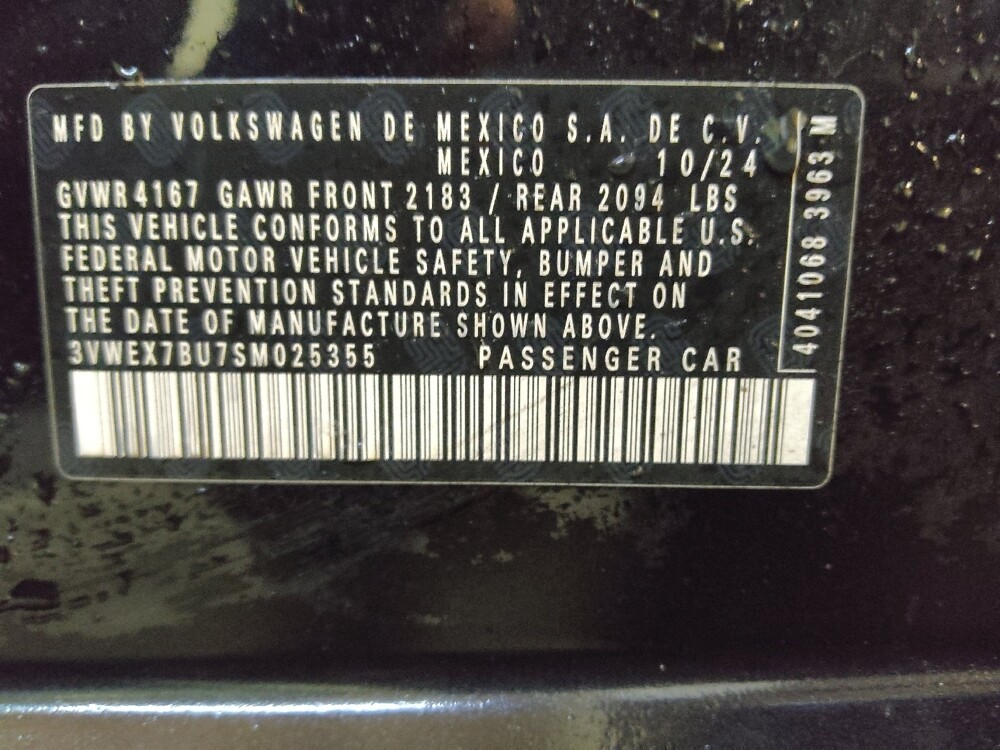 MFD BY VOLKSWAGEN DE MEXICO S.A. DE C.V.
MEXICO 10/24
GVWR 4167 GAWR FRONT 2183 / REAR 2094 LBS
THIS VEHICLE CONFORMS TO ALL APPLICABLE U.S.
FEDERAL MOTOR VEHICLE SAFETY, BUMPER AND
THEFT PREVENTION STANDARDS IN EFFECT ON
THE DATE OF MANUFACTURE SHOWN ABOVE.
3VWEX7BU7SM025355 PASSENGER CAR
4041068 3963 M